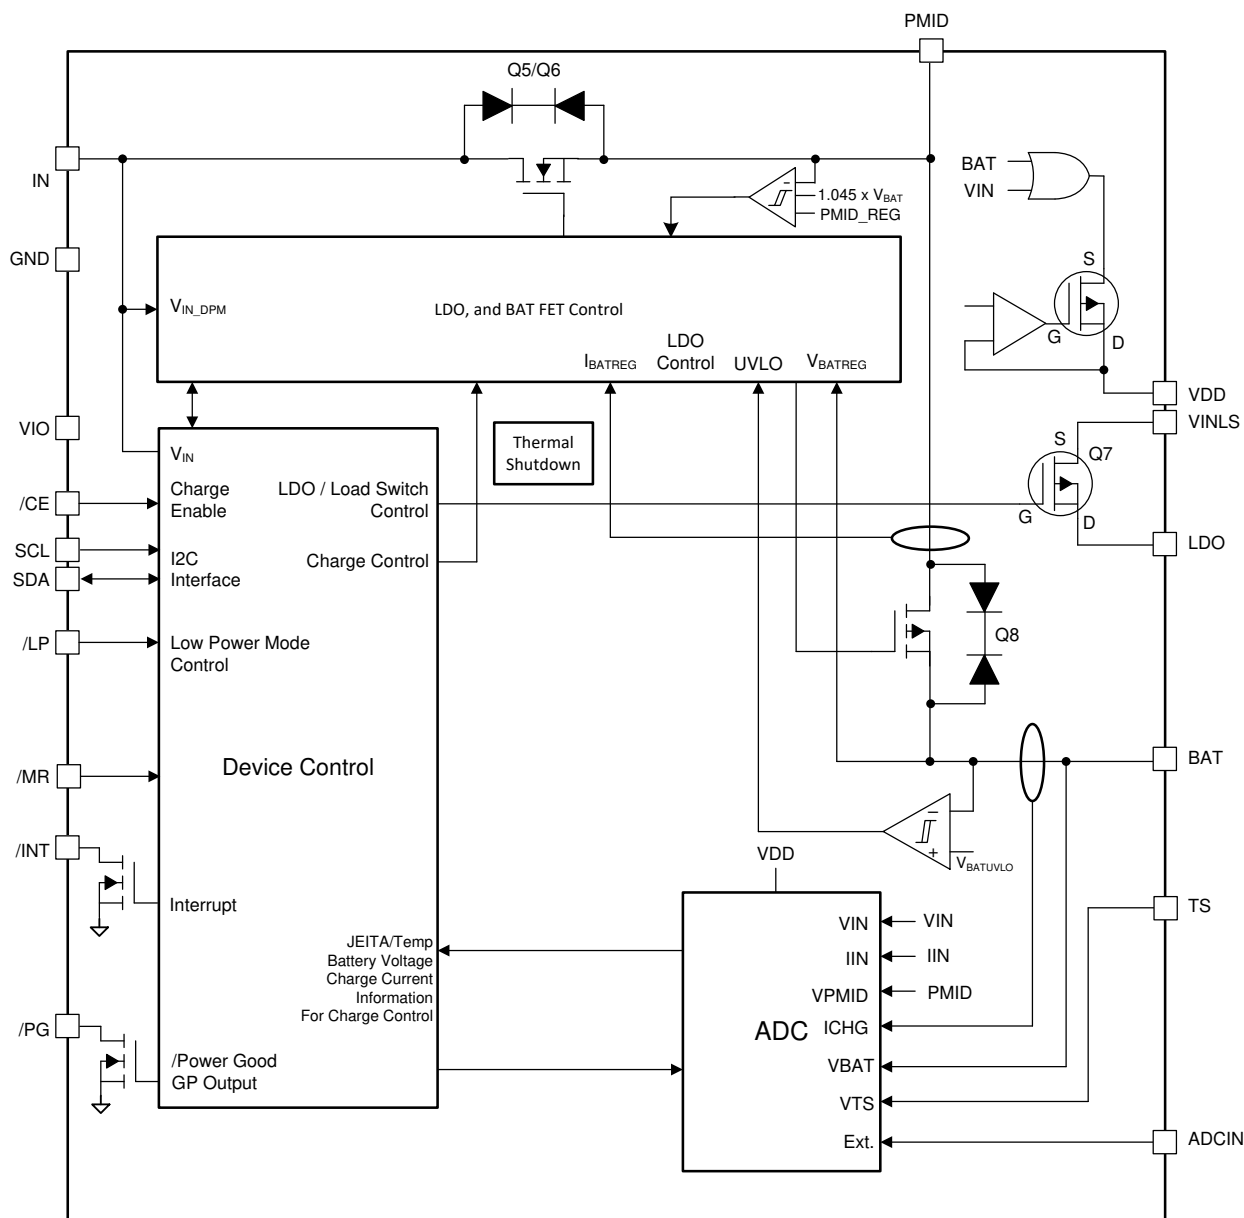 PMID
Q5/Q6
IN
BAT
VIN
1.045 x VBAT
PMID_REG
GND
S
VIN_DPM
LDO, and BAT FET Control
G
D
IBATREG
LDO
Control
UVLO
VBATREG
VDD
VINLS
VIO
VIN
Thermal
Shutdown
S
Q7
/CE
Charge
Enable
LDO / Load Switch
Control
G
D
SCL
SDA
I2C
Interface
Charge Control
LDO
/LP
Low Power Mode
Control
Q8
/MR
Device Control
BAT
/INT
–
+
VBATUVLO
VDD
Interrupt
TS
VIN
VIN
JEITA/Temp
Battery Voltage
Charge Current
Information
For Charge Control
IIN
IIN
VPMID
PMID
/PG
ADC
ICHG
/Power Good
GP Output
VBAT
VTS
Ext.
ADCIN